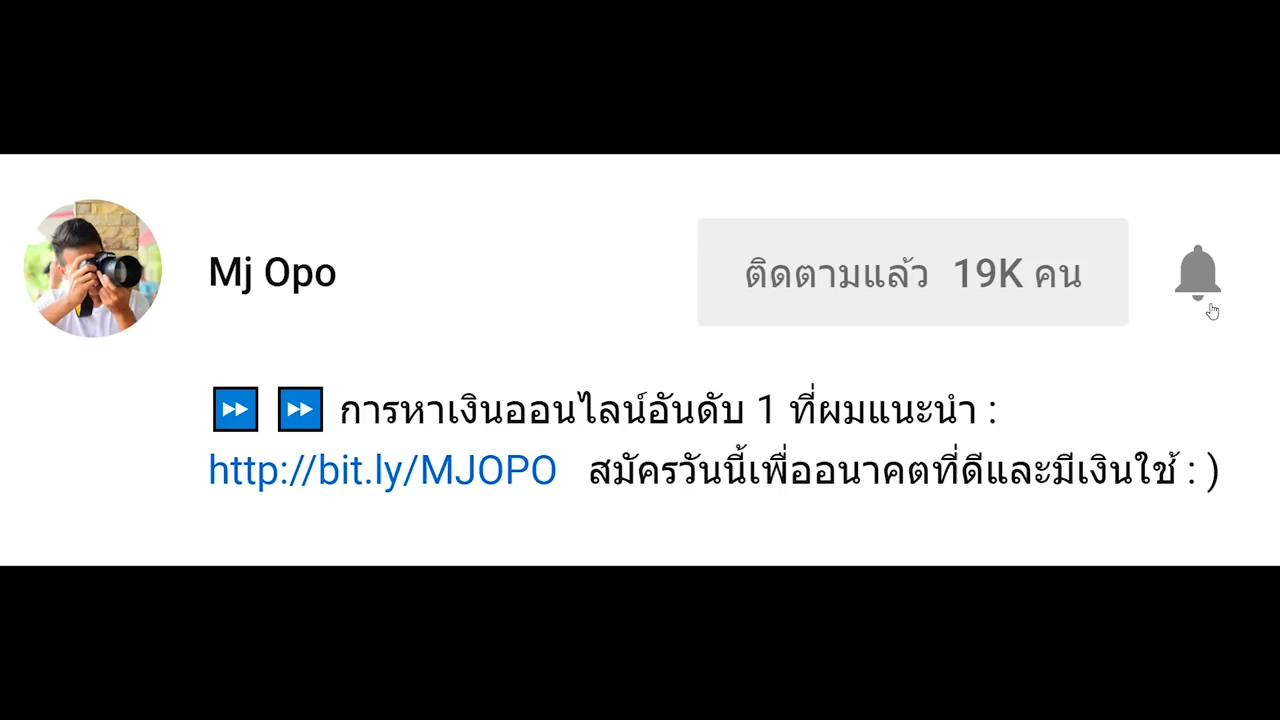 Mj Opo
ติดตามแล้ว 19K คน
⏩ ⏩ การหาเงินออนไลน์อันดับ 1 ที่ผมแนะนำ :
http://bit.ly/MJOPO สมัครวันนี้เพื่ออนาคตที่ดีและมีเงินใช้ : )